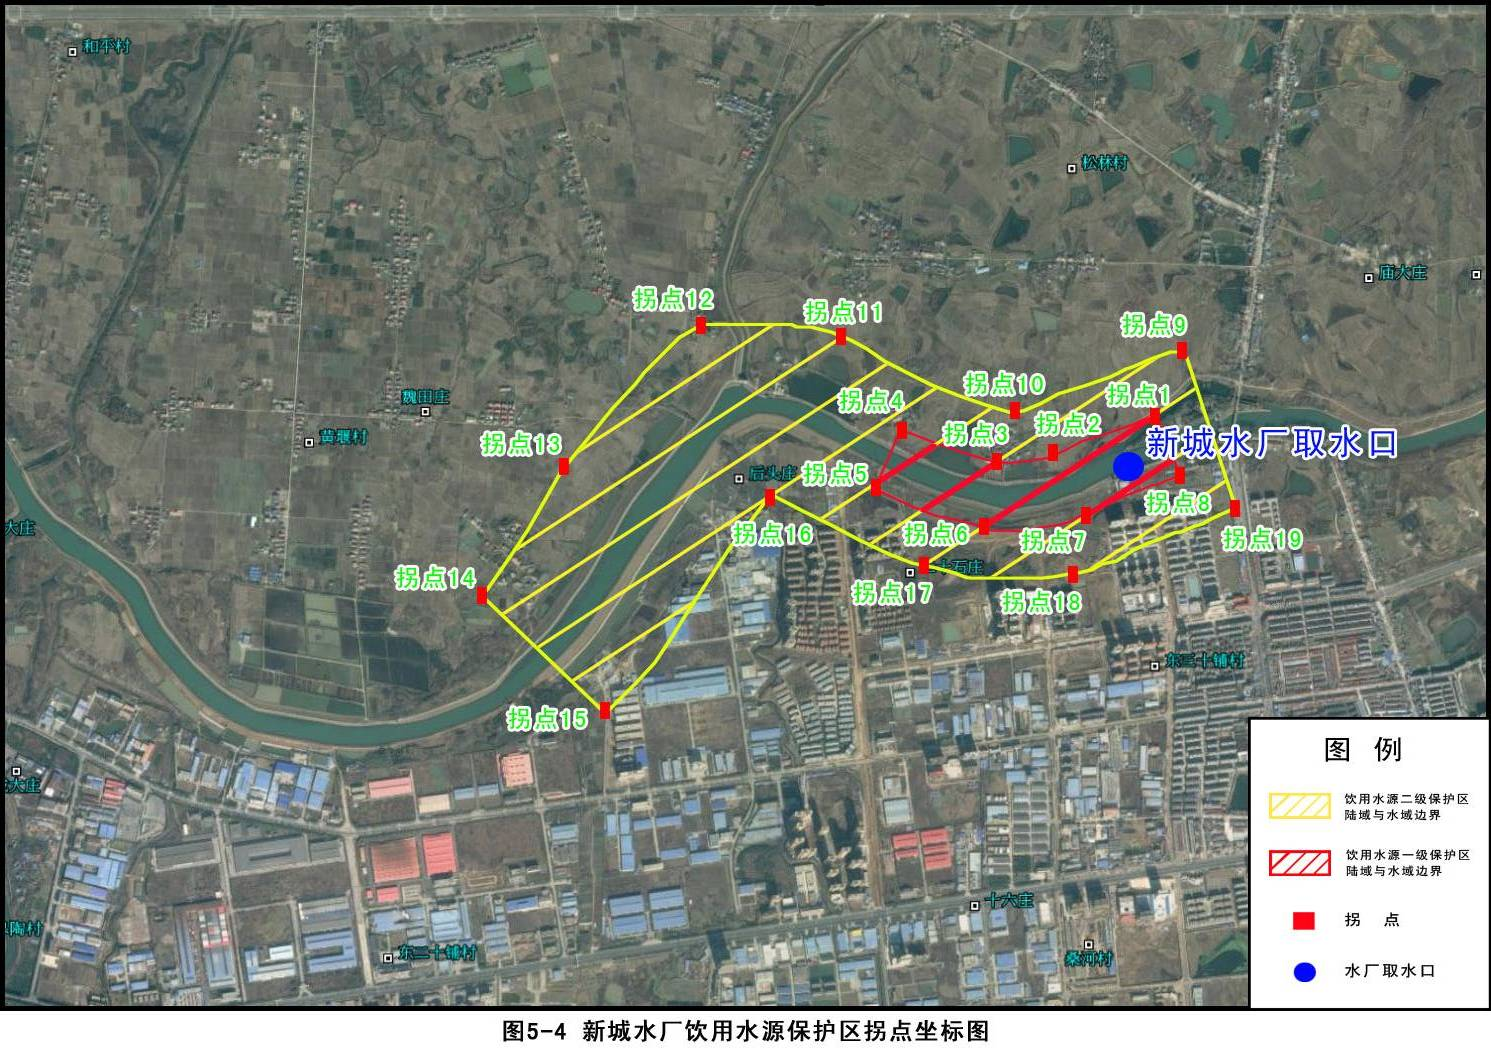 和平村
松林村
庙大庄
拐点12
拐点11
拐点9
拐点10
拐点1
拐点4
魏田庄
拐点2
拐点3
黄堰村
拐点13
新城水厂取水口
后头庄
拐点5
拐点8
大庄
拐点16
拐点6
拐点7
拐点19
十石庄
拐点14
拐点17
拐点18
东三十铺村
拐点15
图 例
饮用水源二级保护区
陆域与水域边界
大庄
饮用水源一级保护区
陆域与水域边界
十六庄
拐 点
陶村
东二十铺村
桑河村
水厂取水口
图5-4 新城水厂饮用水源保护区拐点坐标图